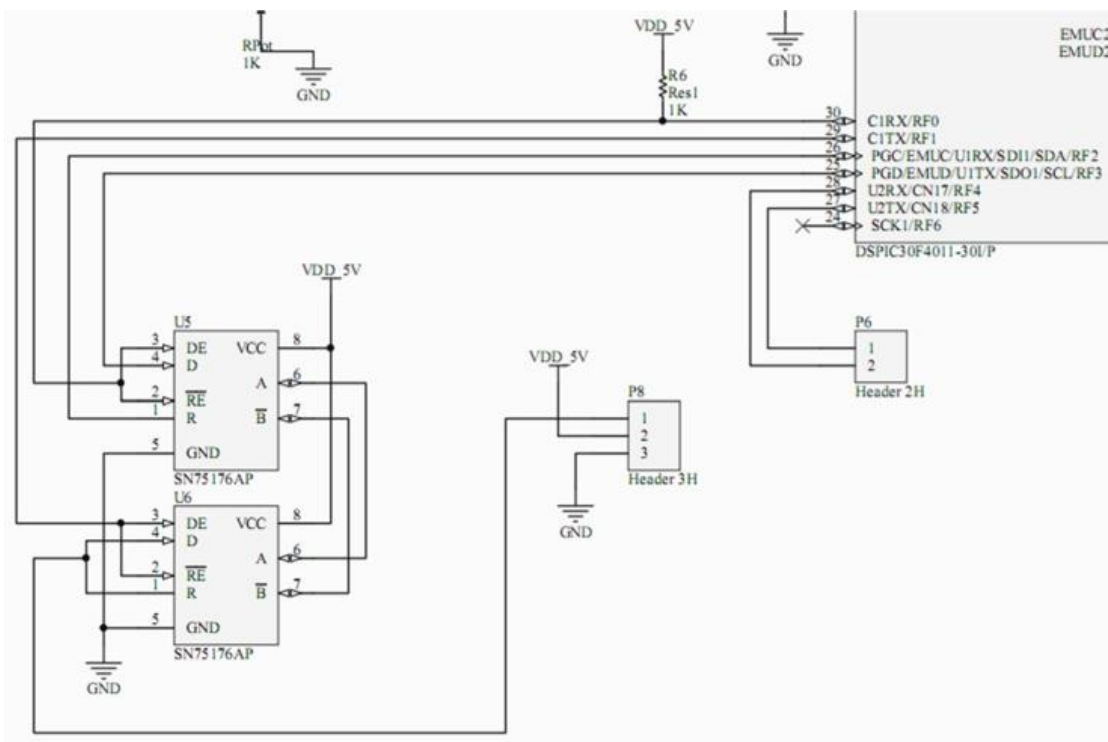 RPot
1K
GND
VDD_5V
R6
Res1
1K
GND
EMUC2
EMUD2
30 C1RX/RF0
29 C1TX/RF1
26 PGC/EMUC/U1RX/SDI1/SDA/RF2
25 PGD/EMUD/U1TX/SDO1/SCL/RF3
28 U2RX/CN17/RF4
27 U2TX/CN18/RF5
24 SCK1/RF6
DSPIC30F4011-30I/P
VDD_5V
U5
3 DE VCC 8
4 D
A 6
2 RE
1 R B 7
5 GND
SN75176AP
U6
3 DE VCC 8
4 D
A 6
2 RE
1 R B 7
5 GND
SN75176AP
GND
VDD_5V
P8
1
2
3
Header 3H
GND
P6
1
2
Header 2H